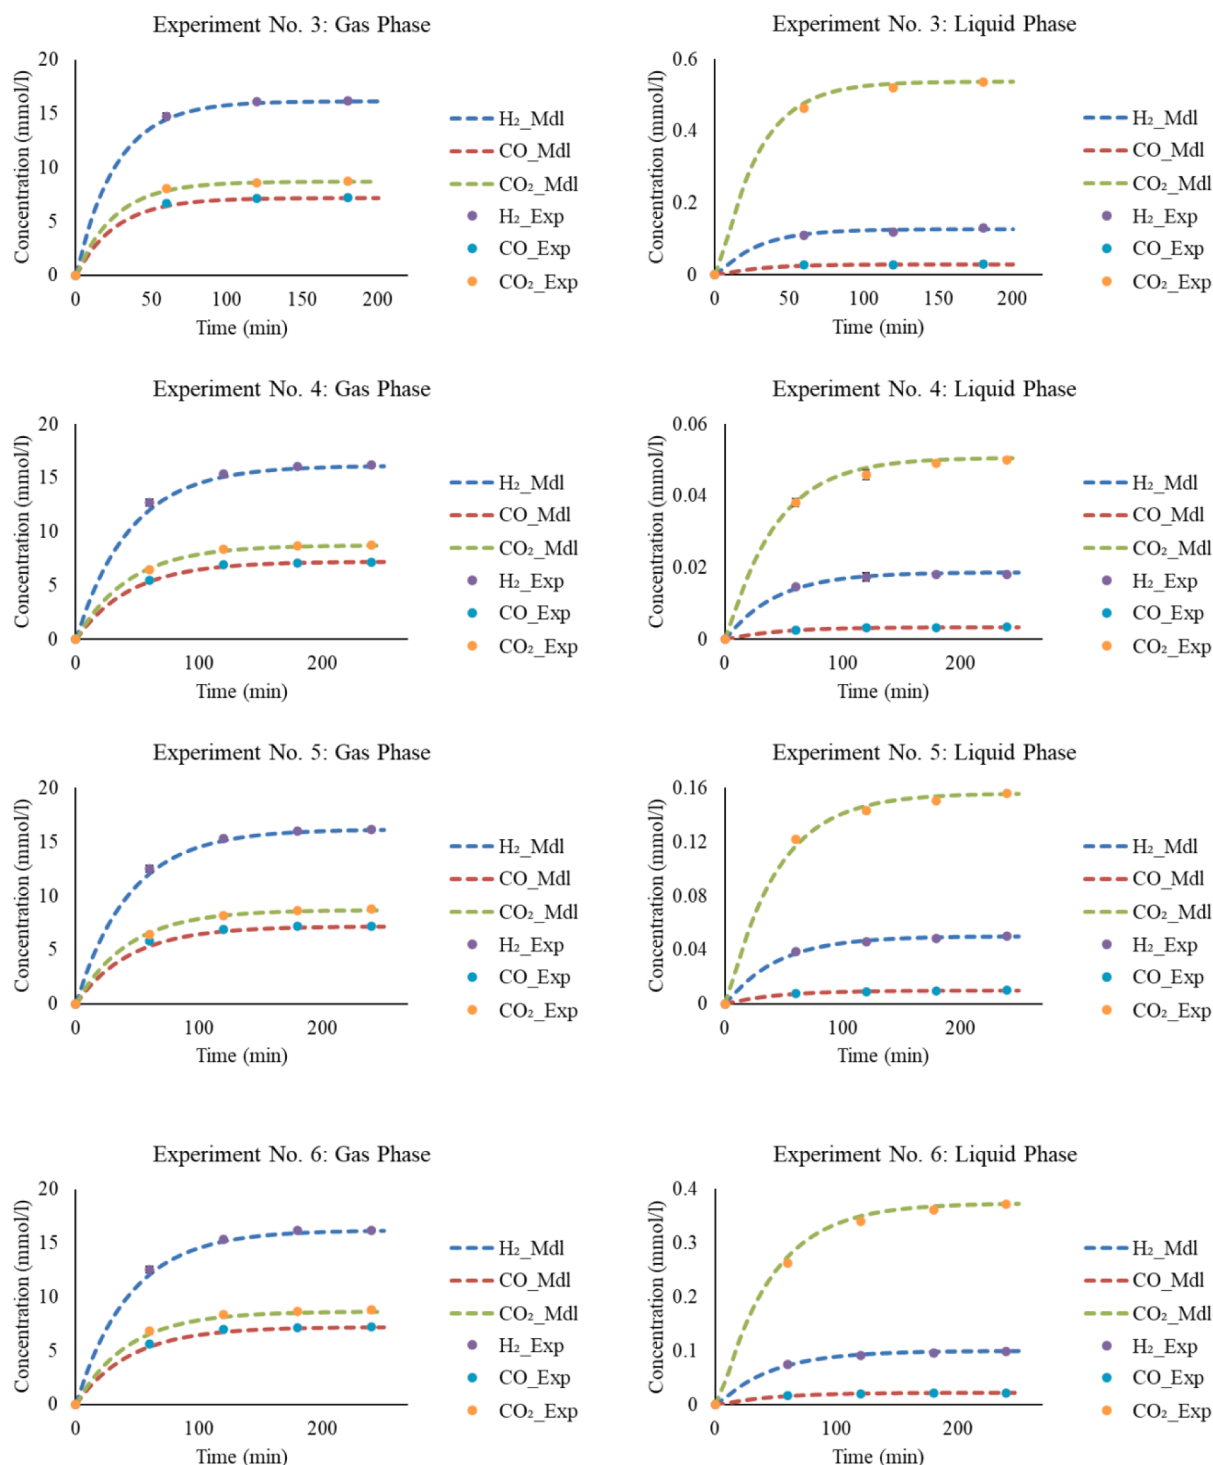 Experiment No. 3: Gas Phase
Concentration (mmol/l)
20
15
10
5
0
0 50 100 150 200
Time (min)
H₂_Mdl
CO_Mdl
CO₂_Mdl
H₂_Exp
CO_Exp
CO₂_Exp
Experiment No. 3: Liquid Phase
Concentration (mmol/l)
0.6
0.4
0.2
0
0 50 100 150 200
Time (min)
H₂_Mdl
CO_Mdl
CO₂_Mdl
H₂_Exp
CO_Exp
CO₂_Exp
Experiment No. 4: Gas Phase
Concentration (mmol/l)
20
15
10
5
0
0 100 200
Time (min)
H₂_Mdl
CO_Mdl
CO₂_Mdl
H₂_Exp
CO_Exp
CO₂_Exp
Experiment No. 4: Liquid Phase
Concentration (mmol/l)
0.06
0.04
0.02
0
0 100 200
Time (min)
H₂_Mdl
CO_Mdl
CO₂_Mdl
H₂_Exp
CO_Exp
CO₂_Exp
Experiment No. 5: Gas Phase
Concentration (mmol/l)
20
15
10
5
0
0 100 200
Time (min)
H₂_Mdl
CO_Mdl
CO₂_Mdl
H₂_Exp
CO_Exp
CO₂_Exp
Experiment No. 5: Liquid Phase
Concentration (mmol/l)
0.16
0.12
0.08
0.04
0
0 100 200
Time (min)
H₂_Mdl
CO_Mdl
CO₂_Mdl
H₂_Exp
CO_Exp
CO₂_Exp
Experiment No. 6: Gas Phase
Concentration (mmol/l)
20
15
10
5
0
0 100 200
Time (min)
H₂_Mdl
CO_Mdl
CO₂_Mdl
H₂_Exp
CO_Exp
CO₂_Exp
Experiment No. 6: Liquid Phase
Concentration (mmol/l)
0.4
0.3
0.2
0.1
0
0 100 200
Time (min)
H₂_Mdl
CO_Mdl
CO₂_Mdl
H₂_Exp
CO_Exp
CO₂_Exp